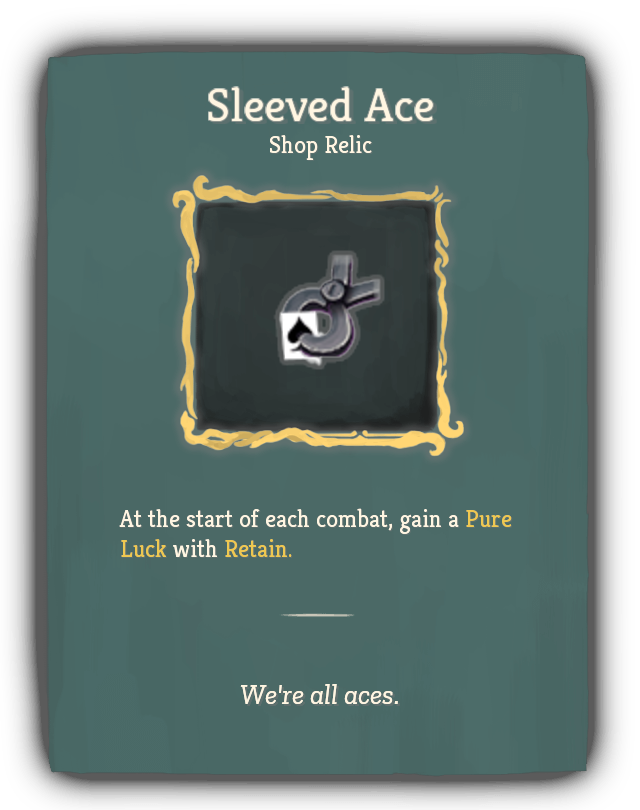 Sleeved Ace
Shop Relic
At the start of each combat, gain a Pure
Luck with Retain.
We're all aces.